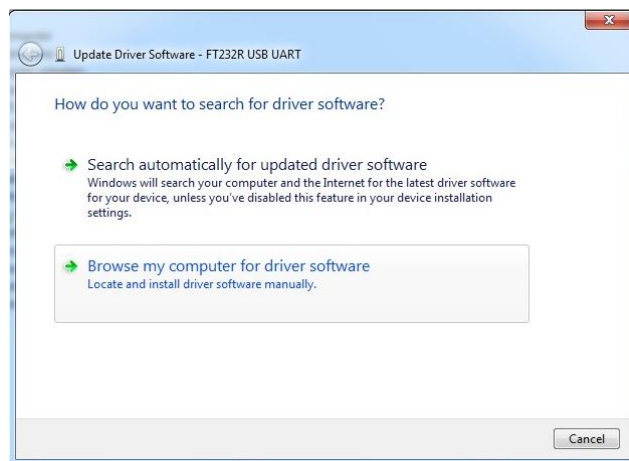 Update Driver Software - FT232R USB UART
How do you want to search for driver software?
Search automatically for updated driver software
Windows will search your computer and the Internet for the latest driver software
for your device, unless you've disabled this feature in your device installation
settings.
Browse my computer for driver software
Locate and install driver software manually.
Cancel